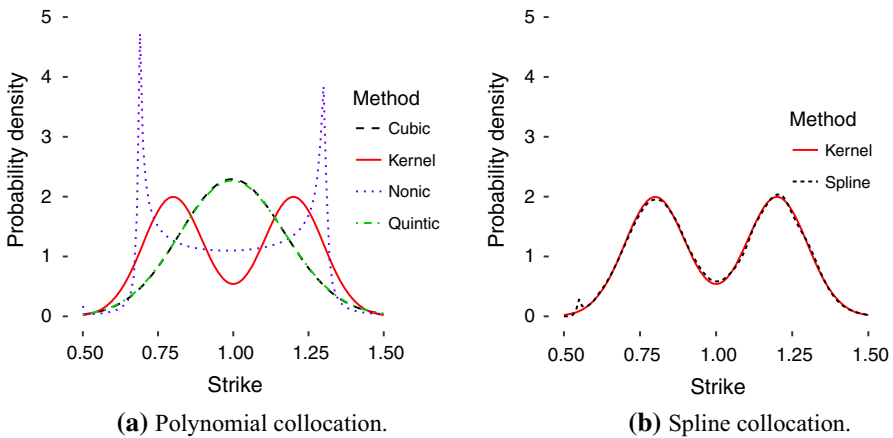 5
4
3
2
1
0
Probability density
0.50 0.75 1.00 1.25 1.50
Strike
Method
Cubic
Kernel
Nonic
Quintic
(a) Polynomial collocation.
5
4
3
2
1
0
Probability density
0.50 0.75 1.00 1.25 1.50
Strike
Method
Kernel
Spline
(b) Spline collocation.